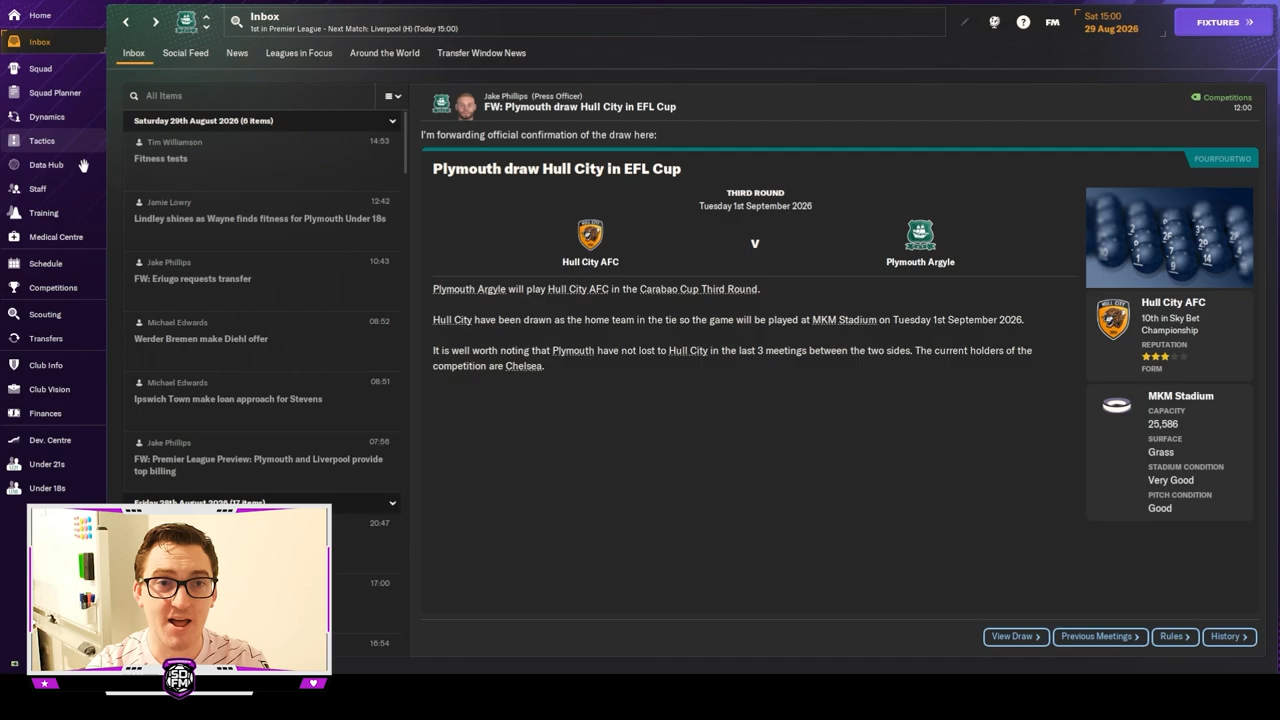 Home
Inbox
Squad
Squad Planner
Dynamics
Tactics
Data Hub
Staff
Training
Medical Centre
Schedule
Competitions
Scouting
Transfers
Club Info
Club Vision
Finances
Dev. Centre
Under 21s
Under 18s
Inbox
1st in Premier League - Next Match: Liverpool (H) (Today 15:00)
? FM
Sat 15:00
29 Aug 2026
FIXTURES
Inbox Social Feed News Leagues in Focus Around the World Transfer Window News
All Items
Saturday 29th August 2026 (6 items)
Tim Williamson 14:53
Fitness tests
Jamie Lowry 12:42
Lindley shines as Wayne finds fitness for Plymouth Under 18s
Jake Phillips 10:43
FW: Eriugo requests transfer
Michael Edwards 08:52
Werder Bremen make Diehl offer
Michael Edwards 08:51
Ipswich Town make loan approach for Stevens
Jake Phillips 07:56
FW: Premier League Preview: Plymouth and Liverpool provide
top billing
Friday 28th August 2026 (17 items)
20:47
17:00
16:54
Jake Phillips (Press Officer)
FW: Plymouth draw Hull City in EFL Cup
Competitions
12:00
I'm forwarding official confirmation of the draw here:
FOURFOURTWO
Plymouth draw Hull City in EFL Cup
THIRD ROUND
Tuesday 1st September 2026
V
Hull City AFC Plymouth Argyle
Plymouth Argyle will play Hull City AFC in the Carabao Cup Third Round.
Hull City have been drawn as the home team in the tie so the game will be played at MKM Stadium on Tuesday 1st September 2026.
It is well worth noting that Plymouth have not lost to Hull City in the last 3 meetings between the two sides. The current holders of the
competition are Chelsea.
Hull City AFC
10th in Sky Bet
Championship
REPUTATION
FORM
MKM Stadium
CAPACITY
25,586
SURFACE
Grass
STADIUM CONDITION
Very Good
PITCH CONDITION
Good
View Draw Previous Meetings Rules History
SD
FM